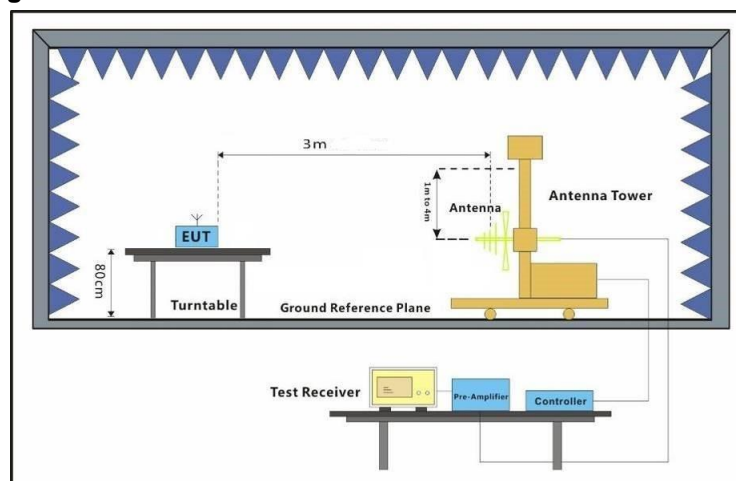 3m
1m to 4m
Antenna
Antenna Tower
EUT
80cm
Turntable
Ground Reference Plane
Test Receiver
Pre-Amplifier
Controller